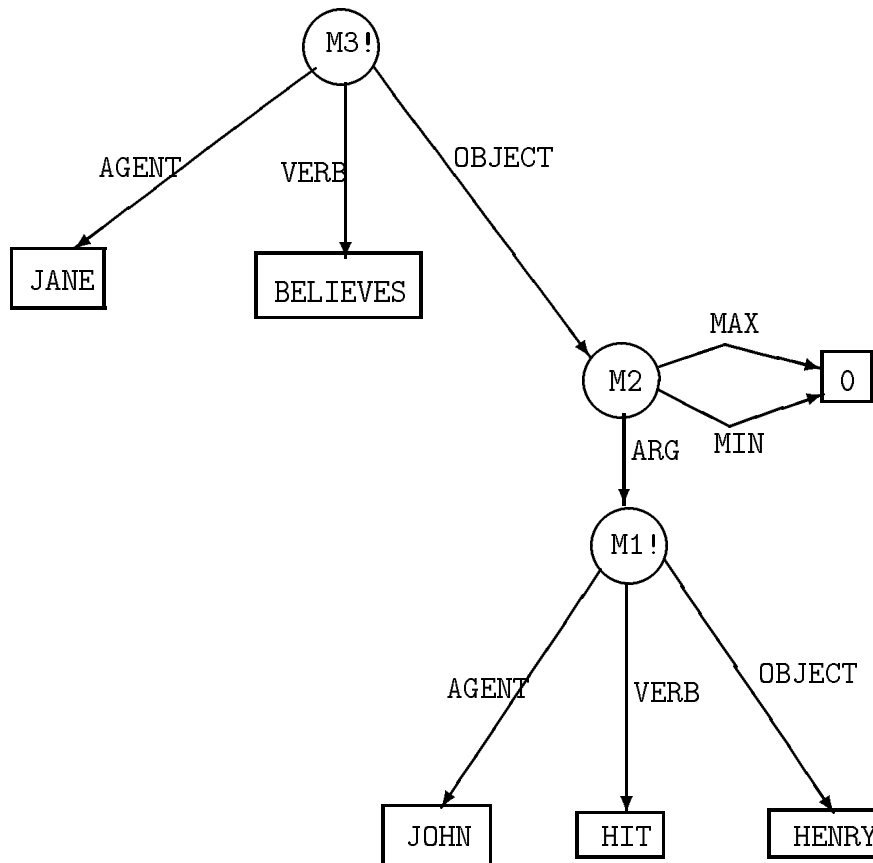 M3!
AGENT
VERB
OBJECT
JANE
BELIEVES
MAX
M2
0
MIN
ARG
M1!
AGENT
VERB
OBJECT
JOHN
HIT
HENRY